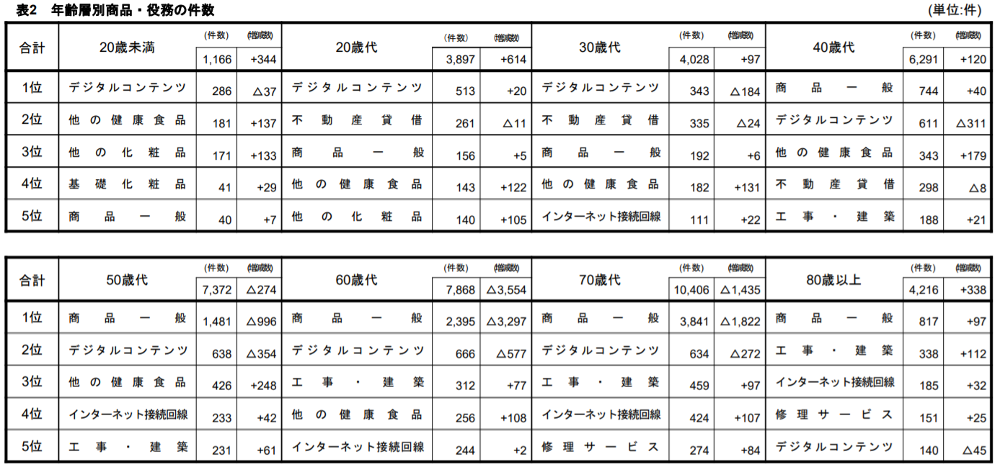 表2 年齢層別商品・役務の件数 (単位:件)
合計 20歳未満 (件数) (増減数) 20歳代 (件数) (増減数) 30歳代 (件数) (増減数) 40歳代 (件数) (増減数)
1,166 +344 3,897 +614 4,028 +97 6,291 +120
1位 デジタルコンテンツ 286 △37 デジタルコンテンツ 513 +20 デジタルコンテンツ 343 △184 商品一般 744 +40
2位 他の健康食品 181 +137 不動産貸借 261 △11 不動産貸借 335 △24 デジタルコンテンツ 611 △311
3位 他の化粧品 171 +133 商品一般 156 +5 商品一般 192 +6 他の健康食品 343 +179
4位 基礎化粧品 41 +29 他の健康食品 143 +122 他の健康食品 182 +131 不動産貸借 298 △8
5位 商品一般 40 +7 他の化粧品 140 +105 インターネット接続回線 111 +22 工事・建築 188 +21
合計 50歳代 (件数) (増減数) 60歳代 (件数) (増減数) 70歳代 (件数) (増減数) 80歳以上 (件数) (増減数)
7,372 △274 7,868 △3,554 10,406 △1,435 4,216 +338
1位 商品一般 1,481 △996 商品一般 2,395 △3,297 商品一般 3,841 △1,822 商品一般 817 +97
2位 デジタルコンテンツ 638 △354 デジタルコンテンツ 666 △577 デジタルコンテンツ 634 △272 工事・建築 338 +112
3位 他の健康食品 426 +248 工事・建築 312 +77 工事・建築 459 +97 インターネット接続回線 185 +32
4位 インターネット接続回線 233 +42 他の健康食品 256 +108 インターネット接続回線 424 +107 修理サービス 151 +25
5位 工事・建築 231 +61 インターネット接続回線 244 +2 修理サービス 274 +84 デジタルコンテンツ 140 △45